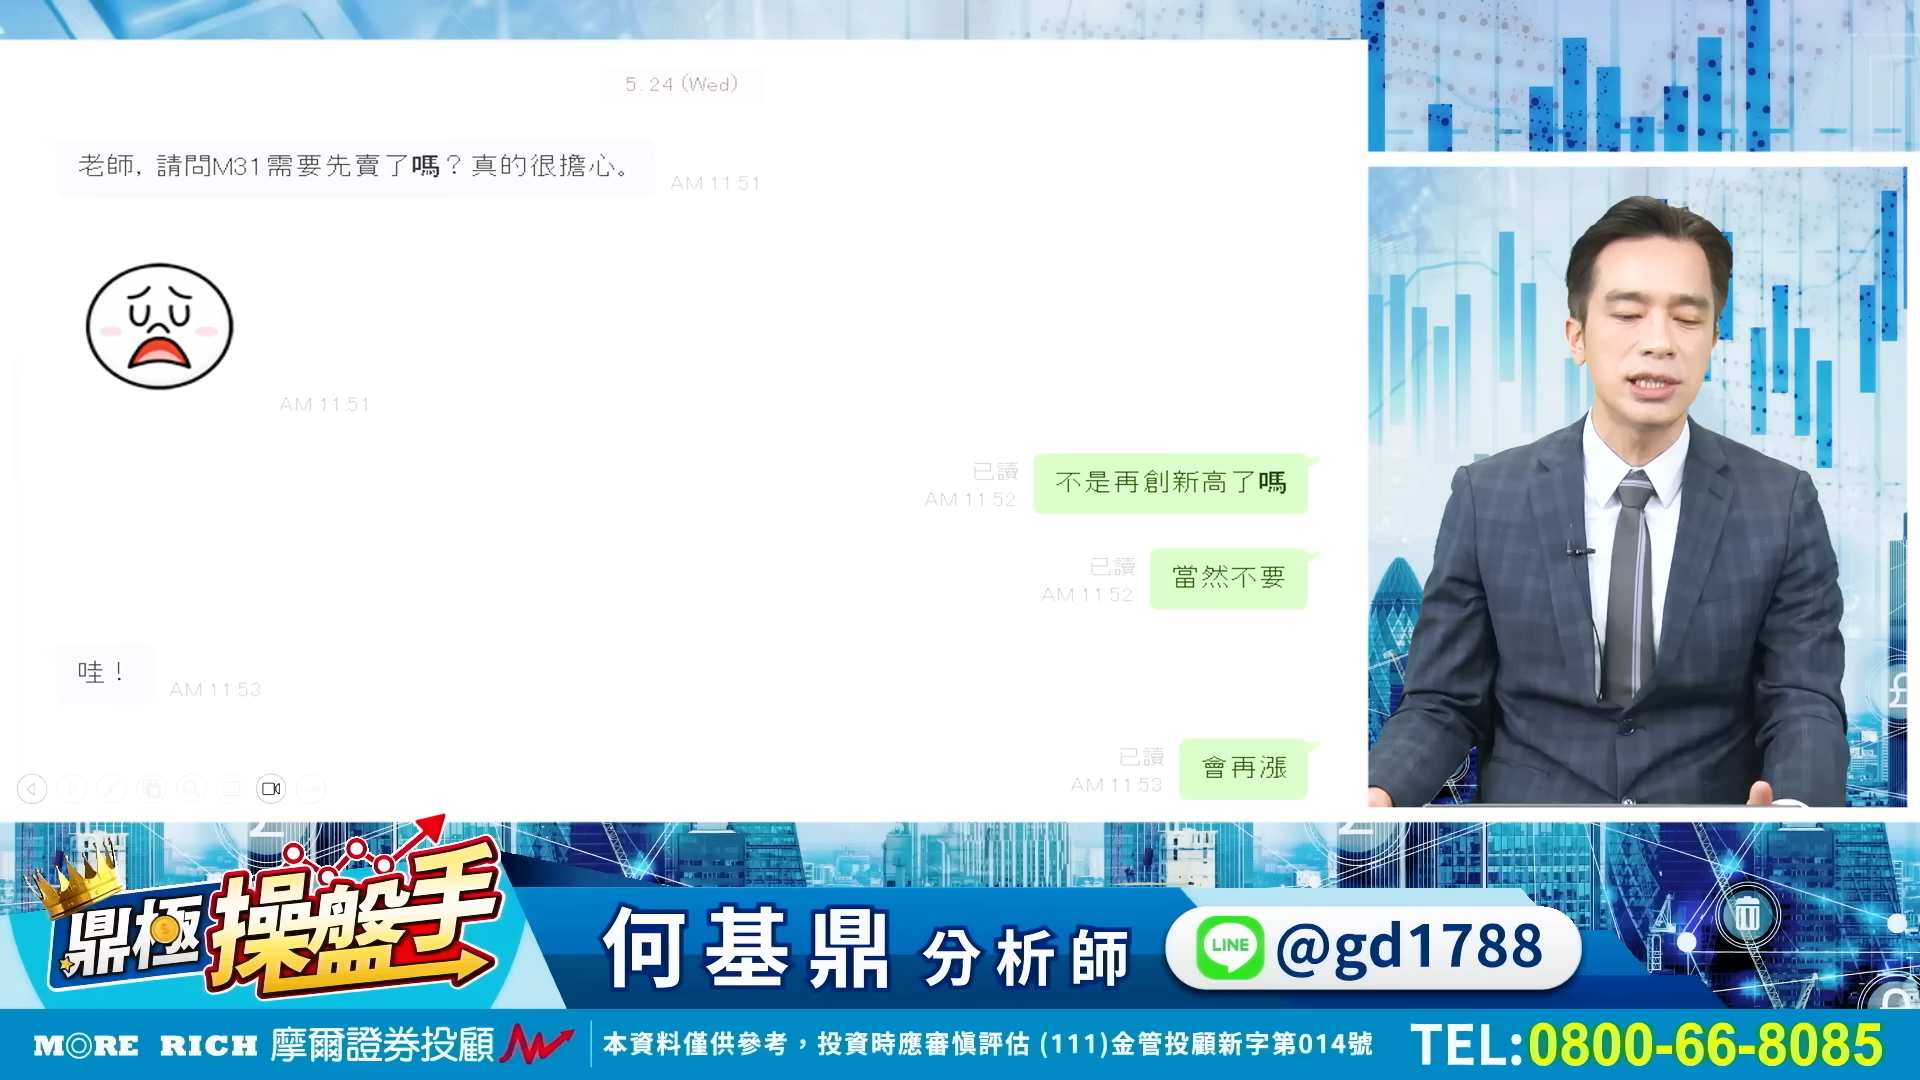 5.24 (Wed)
老師, 請問M31需要先賣了嗎？真的很擔心。
AM 11:51
AM 11:51
已讀
AM 11:52
不是再創新高了嗎
已讀
AM 11:52
當然不要
哇！
AM 11:53
已讀
AM 11:53
會再漲
鼎極操盤手
何基鼎 分析師
LINE @gd1788
MORE RICH 摩爾證券投顧
本資料僅供參考，投資時應審慎評估 (111)金管投顧新字第014號
TEL:0800-66-8085